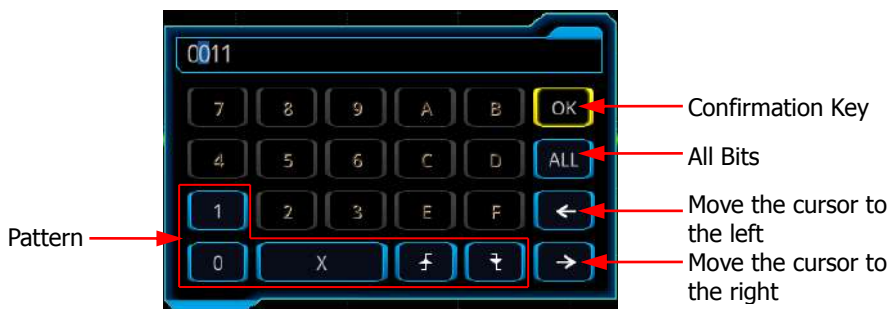 0011
7 8 9 A B OK
Confirmation Key
4 5 6 C D ALL
All Bits
1 2 3 E F ←
Move the cursor to
the left
Pattern
0 X →
Move the cursor to
the right